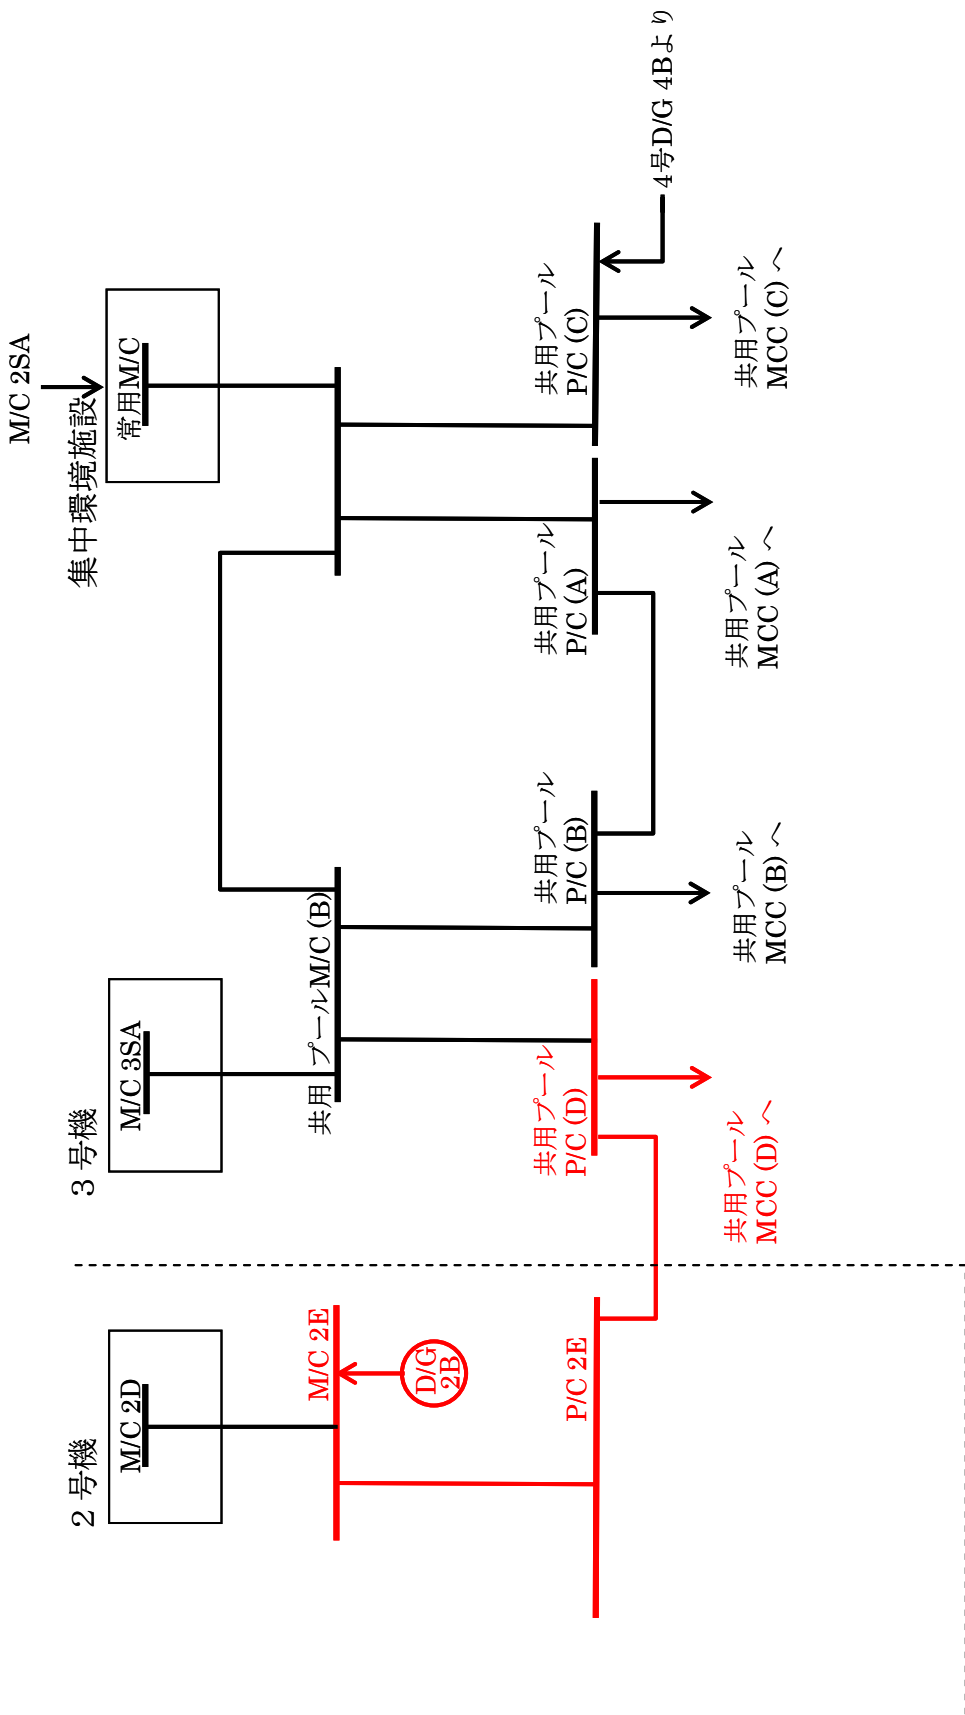 2 号機
M/C 2D
M/C 2E
D/G
2B
P/C 2E
3 号機
M/C 3SA
共用 プールM/C (B)
共用プール
P/C (D)
共用プール
MCC (D) へ
共用プール
P/C (B)
共用プール
MCC (B) へ
M/C 2SA
集中環境施設
常用M/C
共用プール
P/C (A)
共用プール
MCC (A) へ
共用プール
P/C (C)
共用プール
MCC (C) へ
4号D/G 4Bより